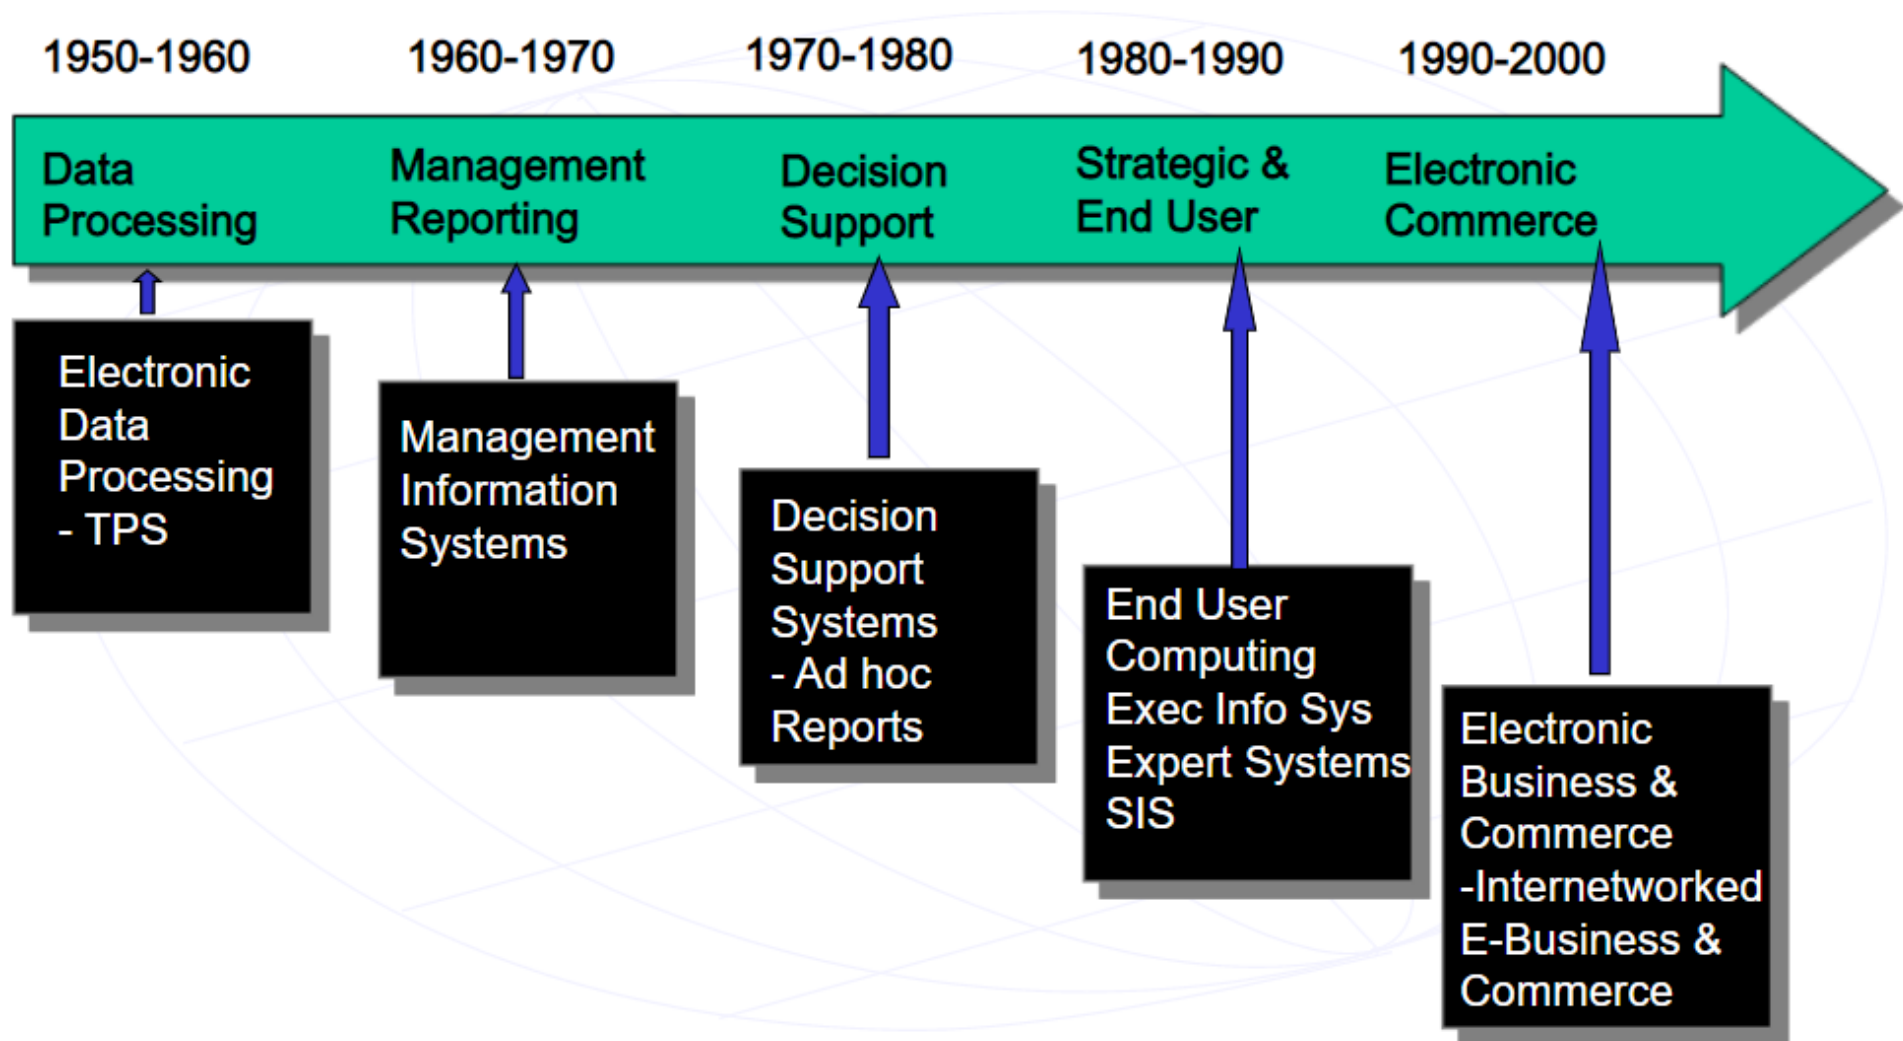 1950-1960
1960-1970
1970-1980
1980-1990
1990-2000
Data
Processing
Management
Reporting
Decision
Support
Strategic &
End User
Electronic
Commerce
Electronic
Data
Processing
- TPS
Management
Information
Systems
Decision
Support
Systems
- Ad hoc
Reports
End User
Computing
Exec Info Sys
Expert Systems
SIS
Electronic
Business &
Commerce
-Internetworked
E-Business &
Commerce